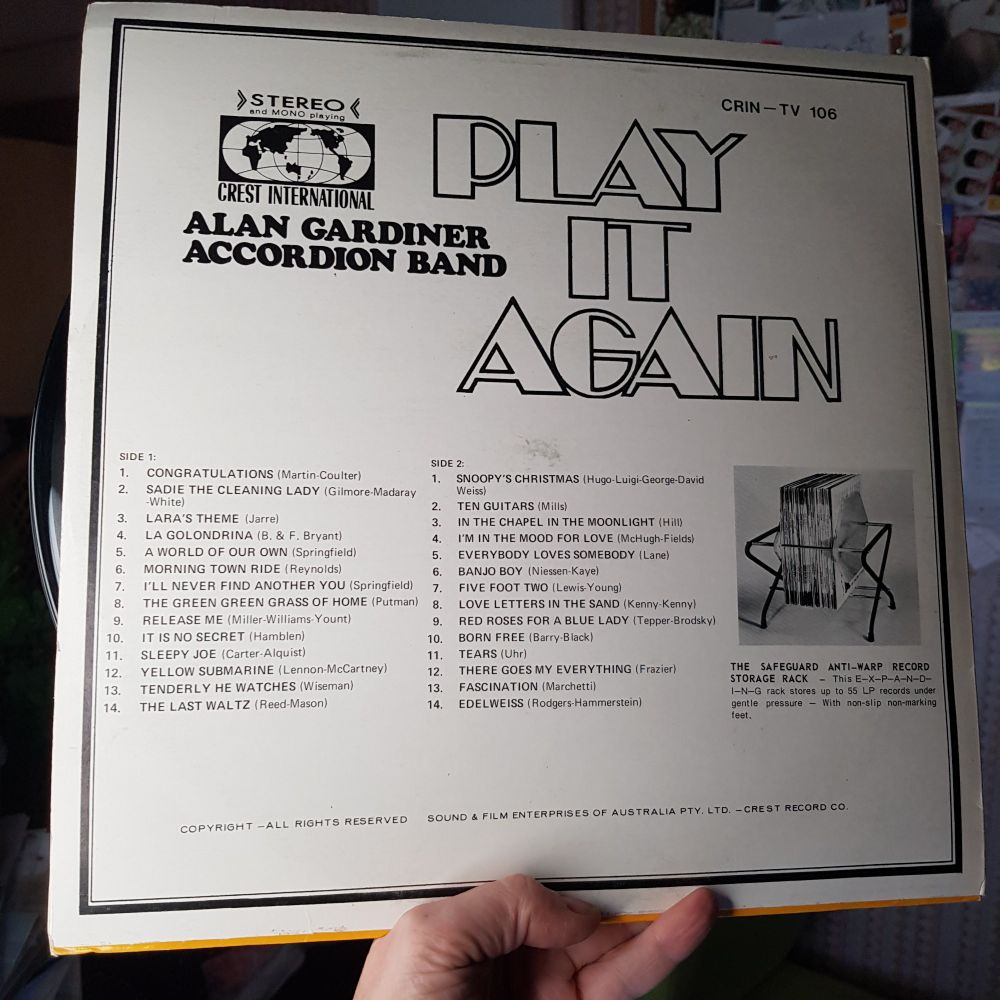 STEREO
and MONO playing
CREST INTERNATIONAL
CRIN—TV 106
PLAY
IT
AGAIN
ALAN GARDINER
ACCORDION BAND
SIDE 1:
1. CONGRATULATIONS (Martin-Coulter)
2. SADIE THE CLEANING LADY (Gilmore-Madaray
-White)
3. LARA'S THEME (Jarre)
4. LA GOLONDRINA (B. & F. Bryant)
5. A WORLD OF OUR OWN (Springfield)
6. MORNING TOWN RIDE (Reynolds)
7. I'LL NEVER FIND ANOTHER YOU (Springfield)
8. THE GREEN GREEN GRASS OF HOME (Putman)
9. RELEASE ME (Miller-Williams-Yount)
10. IT IS NO SECRET (Hamblen)
11. SLEEPY JOE (Carter-Alquist)
12. YELLOW SUBMARINE (Lennon-McCartney)
13. TENDERLY HE WATCHES (Wiseman)
14. THE LAST WALTZ (Reed-Mason)
SIDE 2:
1. SNOOPY'S CHRISTMAS (Hugo-Luigi-George-David
Weiss)
2. TEN GUITARS (Mills)
3. IN THE CHAPEL IN THE MOONLIGHT (Hill)
4. I'M IN THE MOOD FOR LOVE (McHugh-Fields)
5. EVERYBODY LOVES SOMEBODY (Lane)
6. BANJO BOY (Niessen-Kaye)
7. FIVE FOOT TWO (Lewis-Young)
8. LOVE LETTERS IN THE SAND (Kenny-Kenny)
9. RED ROSES FOR A BLUE LADY (Tepper-Brodsky)
10. BORN FREE (Barry-Black)
11. TEARS (Uhr)
12. THERE GOES MY EVERYTHING (Frazier)
13. FASCINATION (Marchetti)
14. EDELWEISS (Rodgers-Hammerstein)
THE SAFEGUARD ANTI-WARP RECORD
STORAGE RACK – This E—X—P—A—N—D—
I—N—G rack stores up to 55 LP records under
gentle pressure — With non-slip non-marking
feet.
COPYRIGHT —ALL RIGHTS RESERVED SOUND & FILM ENTERPRISES OF AUSTRALIA PTY. LTD. —CREST RECORD CO.